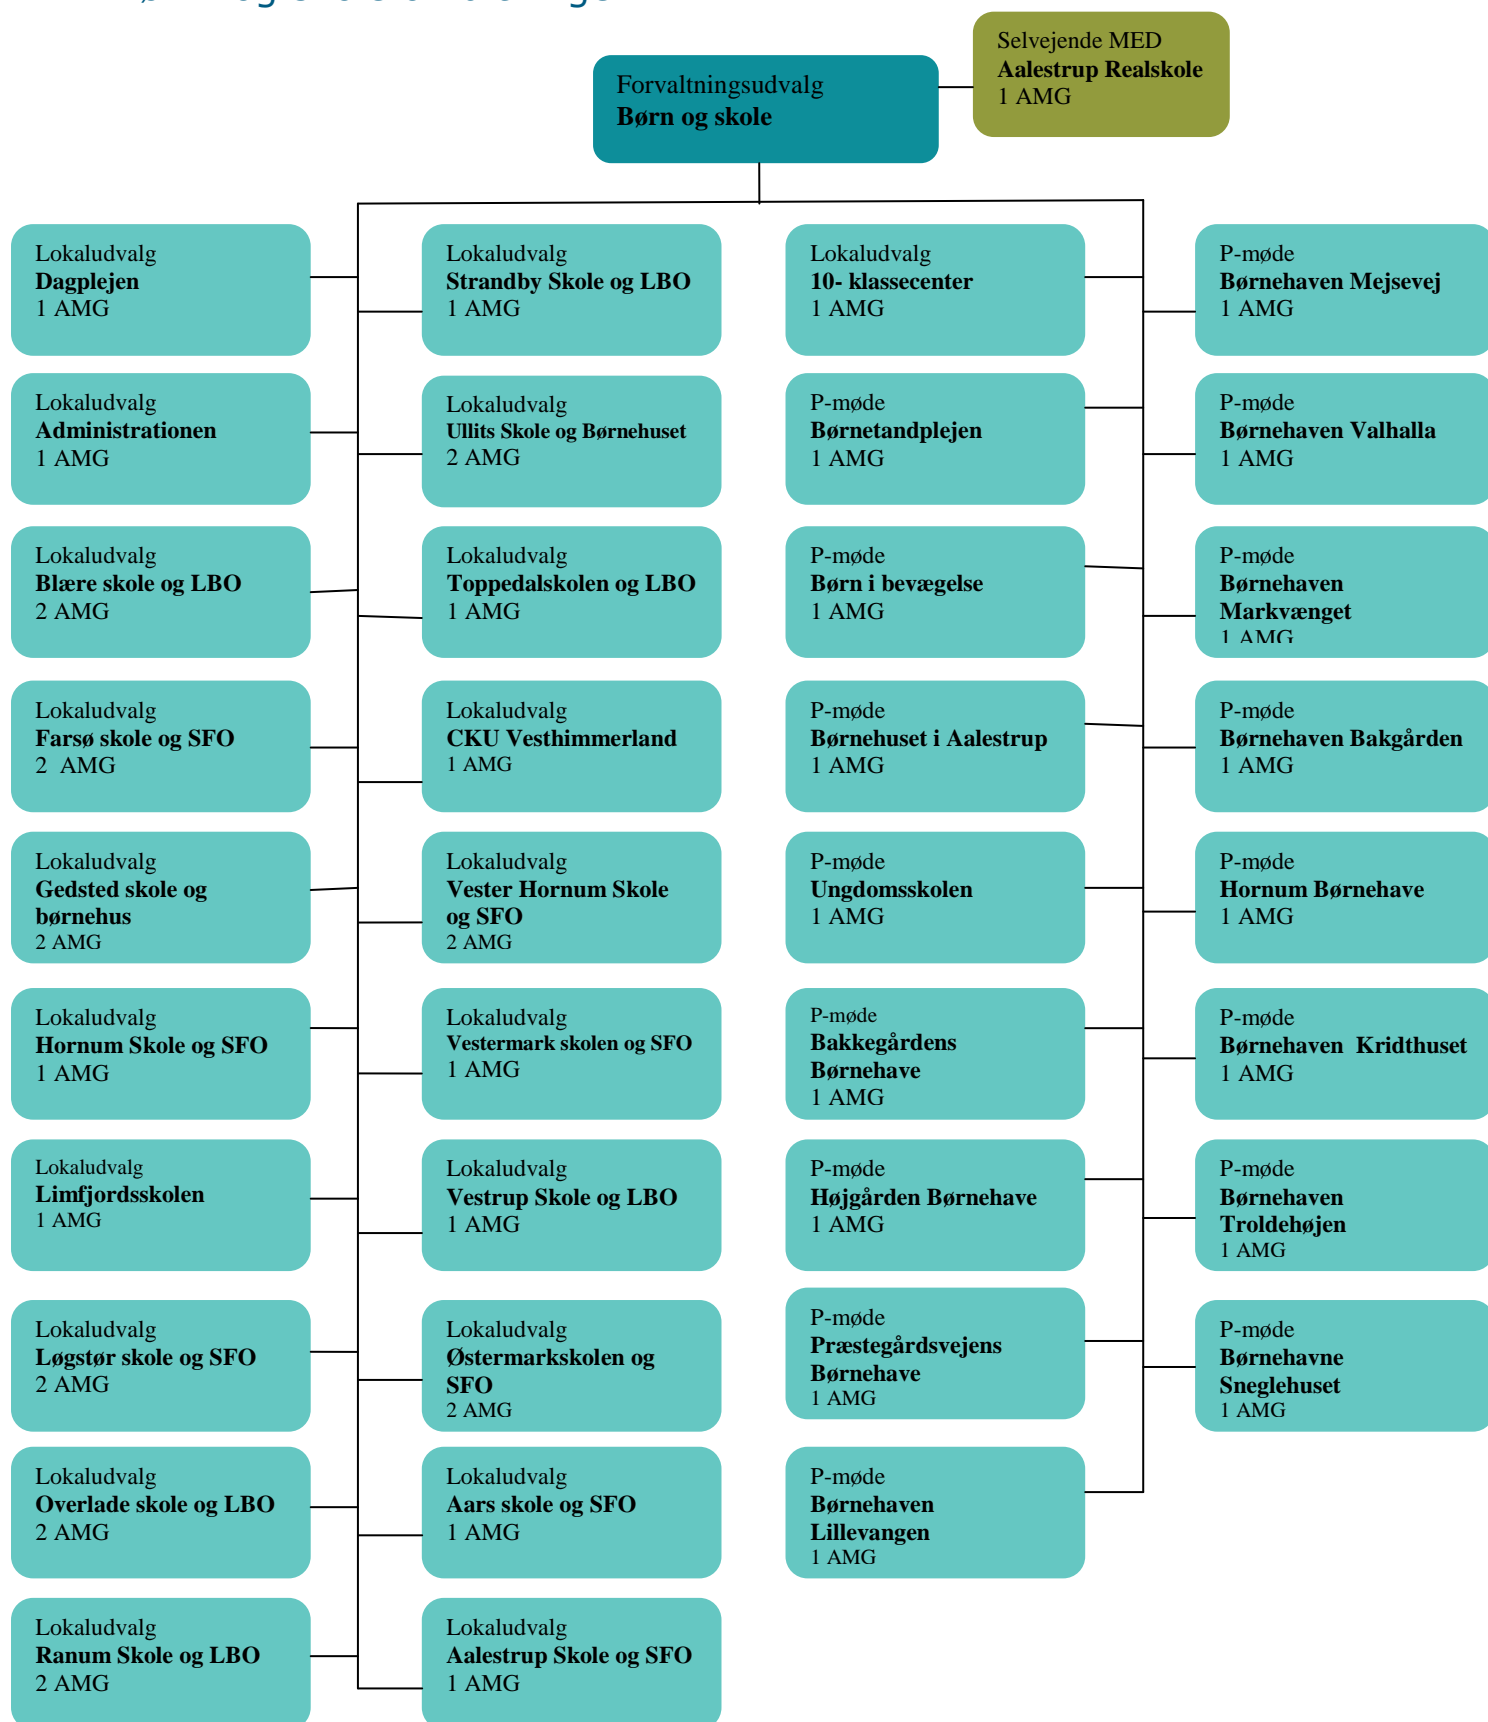 Forvaltningsudvalg
Børn og skole
Selvejende MED
Aalestrup Realskole
1 AMG
Lokaludvalg
Dagplejen
1 AMG
Lokaludvalg
Strandby Skole og LBO
1 AMG
Lokaludvalg
10- klassecenter
1 AMG
P-møde
Børnehaven Mejsevej
1 AMG
Lokaludvalg
Administrationen
1 AMG
Lokaludvalg
Ullits Skole og Børnehuset
2 AMG
P-møde
Børnetandplejen
1 AMG
P-møde
Børnehaven Valhalla
1 AMG
Lokaludvalg
Blære skole og LBO
2 AMG
Lokaludvalg
Toppedalskolen og LBO
1 AMG
P-møde
Børn i bevægelse
1 AMG
P-møde
Børnehaven
Markvænget
1 AMG
Lokaludvalg
Farsø skole og SFO
2  AMG
Lokaludvalg
CKU Vesthimmerland
1 AMG
P-møde
Børnehuset i Aalestrup
1 AMG
P-møde
Børnehaven Bakgården
1 AMG
Lokaludvalg
Gedsted skole og
børnehus
2 AMG
Lokaludvalg
Vester Hornum Skole
og SFO
2 AMG
P-møde
Ungdomsskolen
1 AMG
P-møde
Hornum Børnehave
1 AMG
Lokaludvalg
Hornum Skole og SFO
1 AMG
Lokaludvalg
Vestermark skolen og SFO
1 AMG
P-møde
Bakkegårdens
Børnehave
1 AMG
P-møde
Børnehaven  Kridthuset
1 AMG
Lokaludvalg
Limfjordsskolen
1 AMG
Lokaludvalg
Vestrup Skole og LBO
1 AMG
P-møde
Højgården Børnehave
1 AMG
P-møde
Børnehaven
Troldehøjen
1 AMG
Lokaludvalg
Løgstør skole og SFO
2 AMG
Lokaludvalg
Østermarkskolen og
SFO
2 AMG
P-møde
Præstegårdsvejens
Børnehave
1 AMG
P-møde
Børnehavne
Sneglehuset
1 AMG
Lokaludvalg
Overlade skole og LBO
2 AMG
Lokaludvalg
Aars skole og SFO
1 AMG
P-møde
Børnehaven
Lillevangen
1 AMG
Lokaludvalg
Ranum Skole og LBO
2 AMG
Lokaludvalg
Aalestrup Skole og SFO
1 AMG